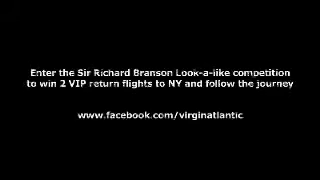 Enter the Sir Richard Branson Look-a-like competition
to win 2 VIP return flights to NY and follow the journey
www.facebook.com/virginatlantic